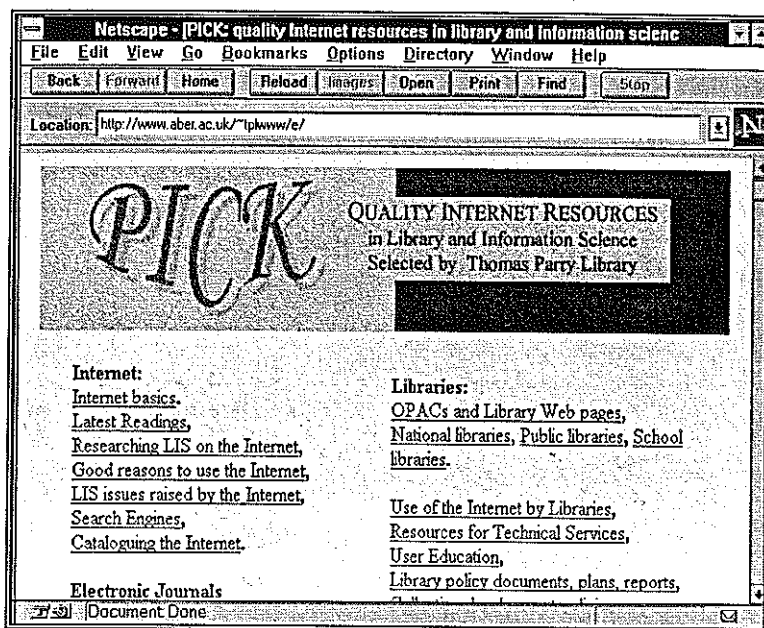 Netscape - [PICK: quality Internet resources in library and information scienc
File Edit View Go Bookmarks Options Directory Window Help
Back Forward Home Reload Images Open Print Find Stop
Location: http://www.aber.ac.uk/~tplwww/e/
N
PICK
QUALITY INTERNET RESOURCES
in Library and Information Science
Selected by Thomas Parry Library
Internet:
Internet basics.
Latest Readings,
Researching LIS on the Internet,
Good reasons to use the Internet,
LIS issues raised by the Internet,
Search Engines,
Cataloguing the Internet.
Electronic Journals
Libraries:
OPACs and Library Web pages,
National libraries, Public libraries, School
libraries.
Use of the Internet by Libraries,
Resources for Technical Services,
User Education,
Library policy documents, plans, reports,
Document: Done